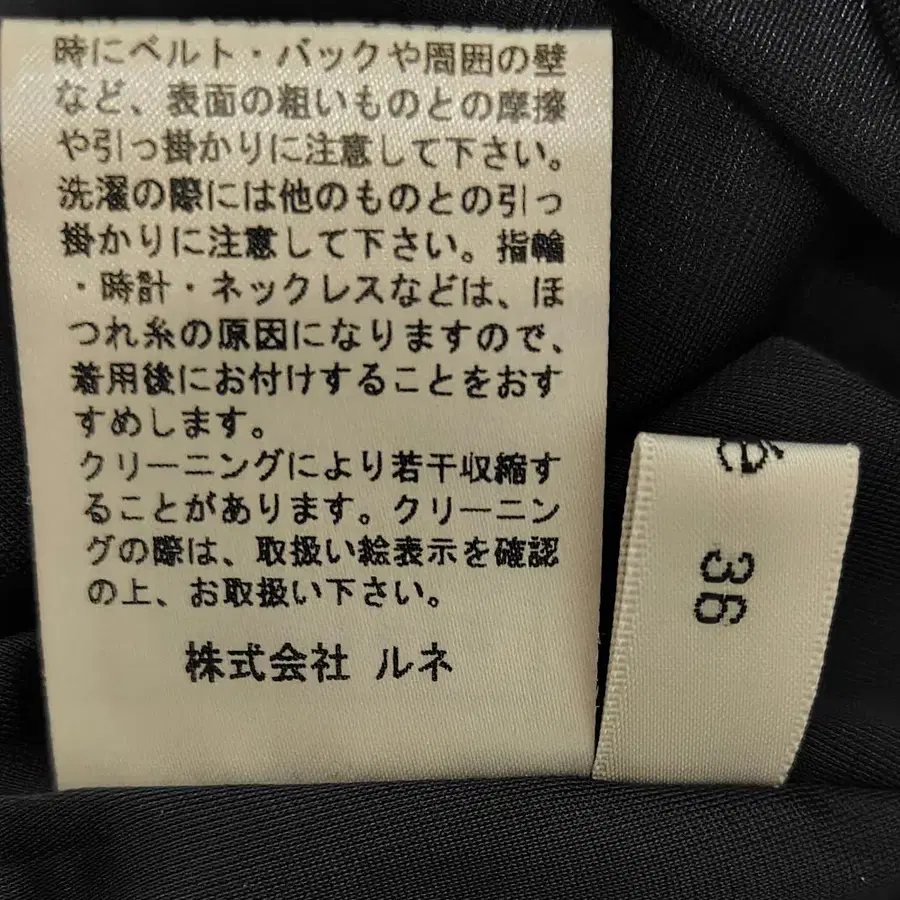 時にベルト・バックや周囲の壁
など、表面の粗いものとの摩擦
や引っ掛かりに注意して下さい。
洗濯の際には他のものとの引っ
掛かりに注意して下さい。指輪
・時計・ネックレスなどは、ほ
つれ糸の原因になりますので、
着用後にお付けすることをおす
すめします。
クリーニングにより若干収縮す
ることがあります。クリーニン
グの際は、取扱い絵表示を確認
の上、お取扱い下さい。
株式会社 ルネ
é
36